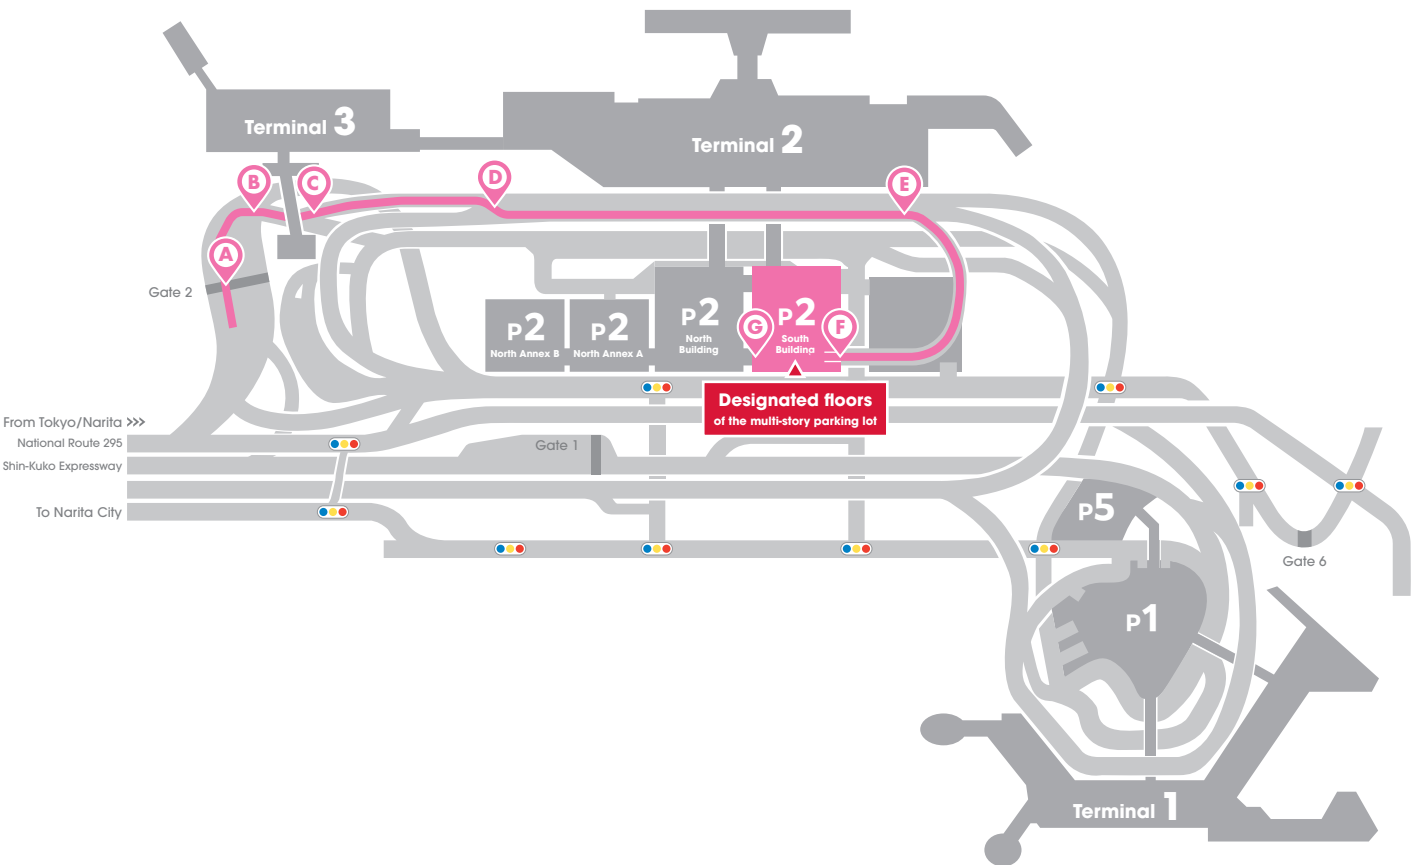 Terminal 3
Terminal 2
B
C
D
E
A
Gate 2
P2
North Annex B
P2
North Annex A
P2
North
Building
G
P2
South
Building
F
Designated floors
of the multi-story parking lot
From Tokyo/Narita >>>
National Route 295
Gate 1
Shin-Kuko Expressway
To Narita City
P5
Gate 6
P1
Terminal 1